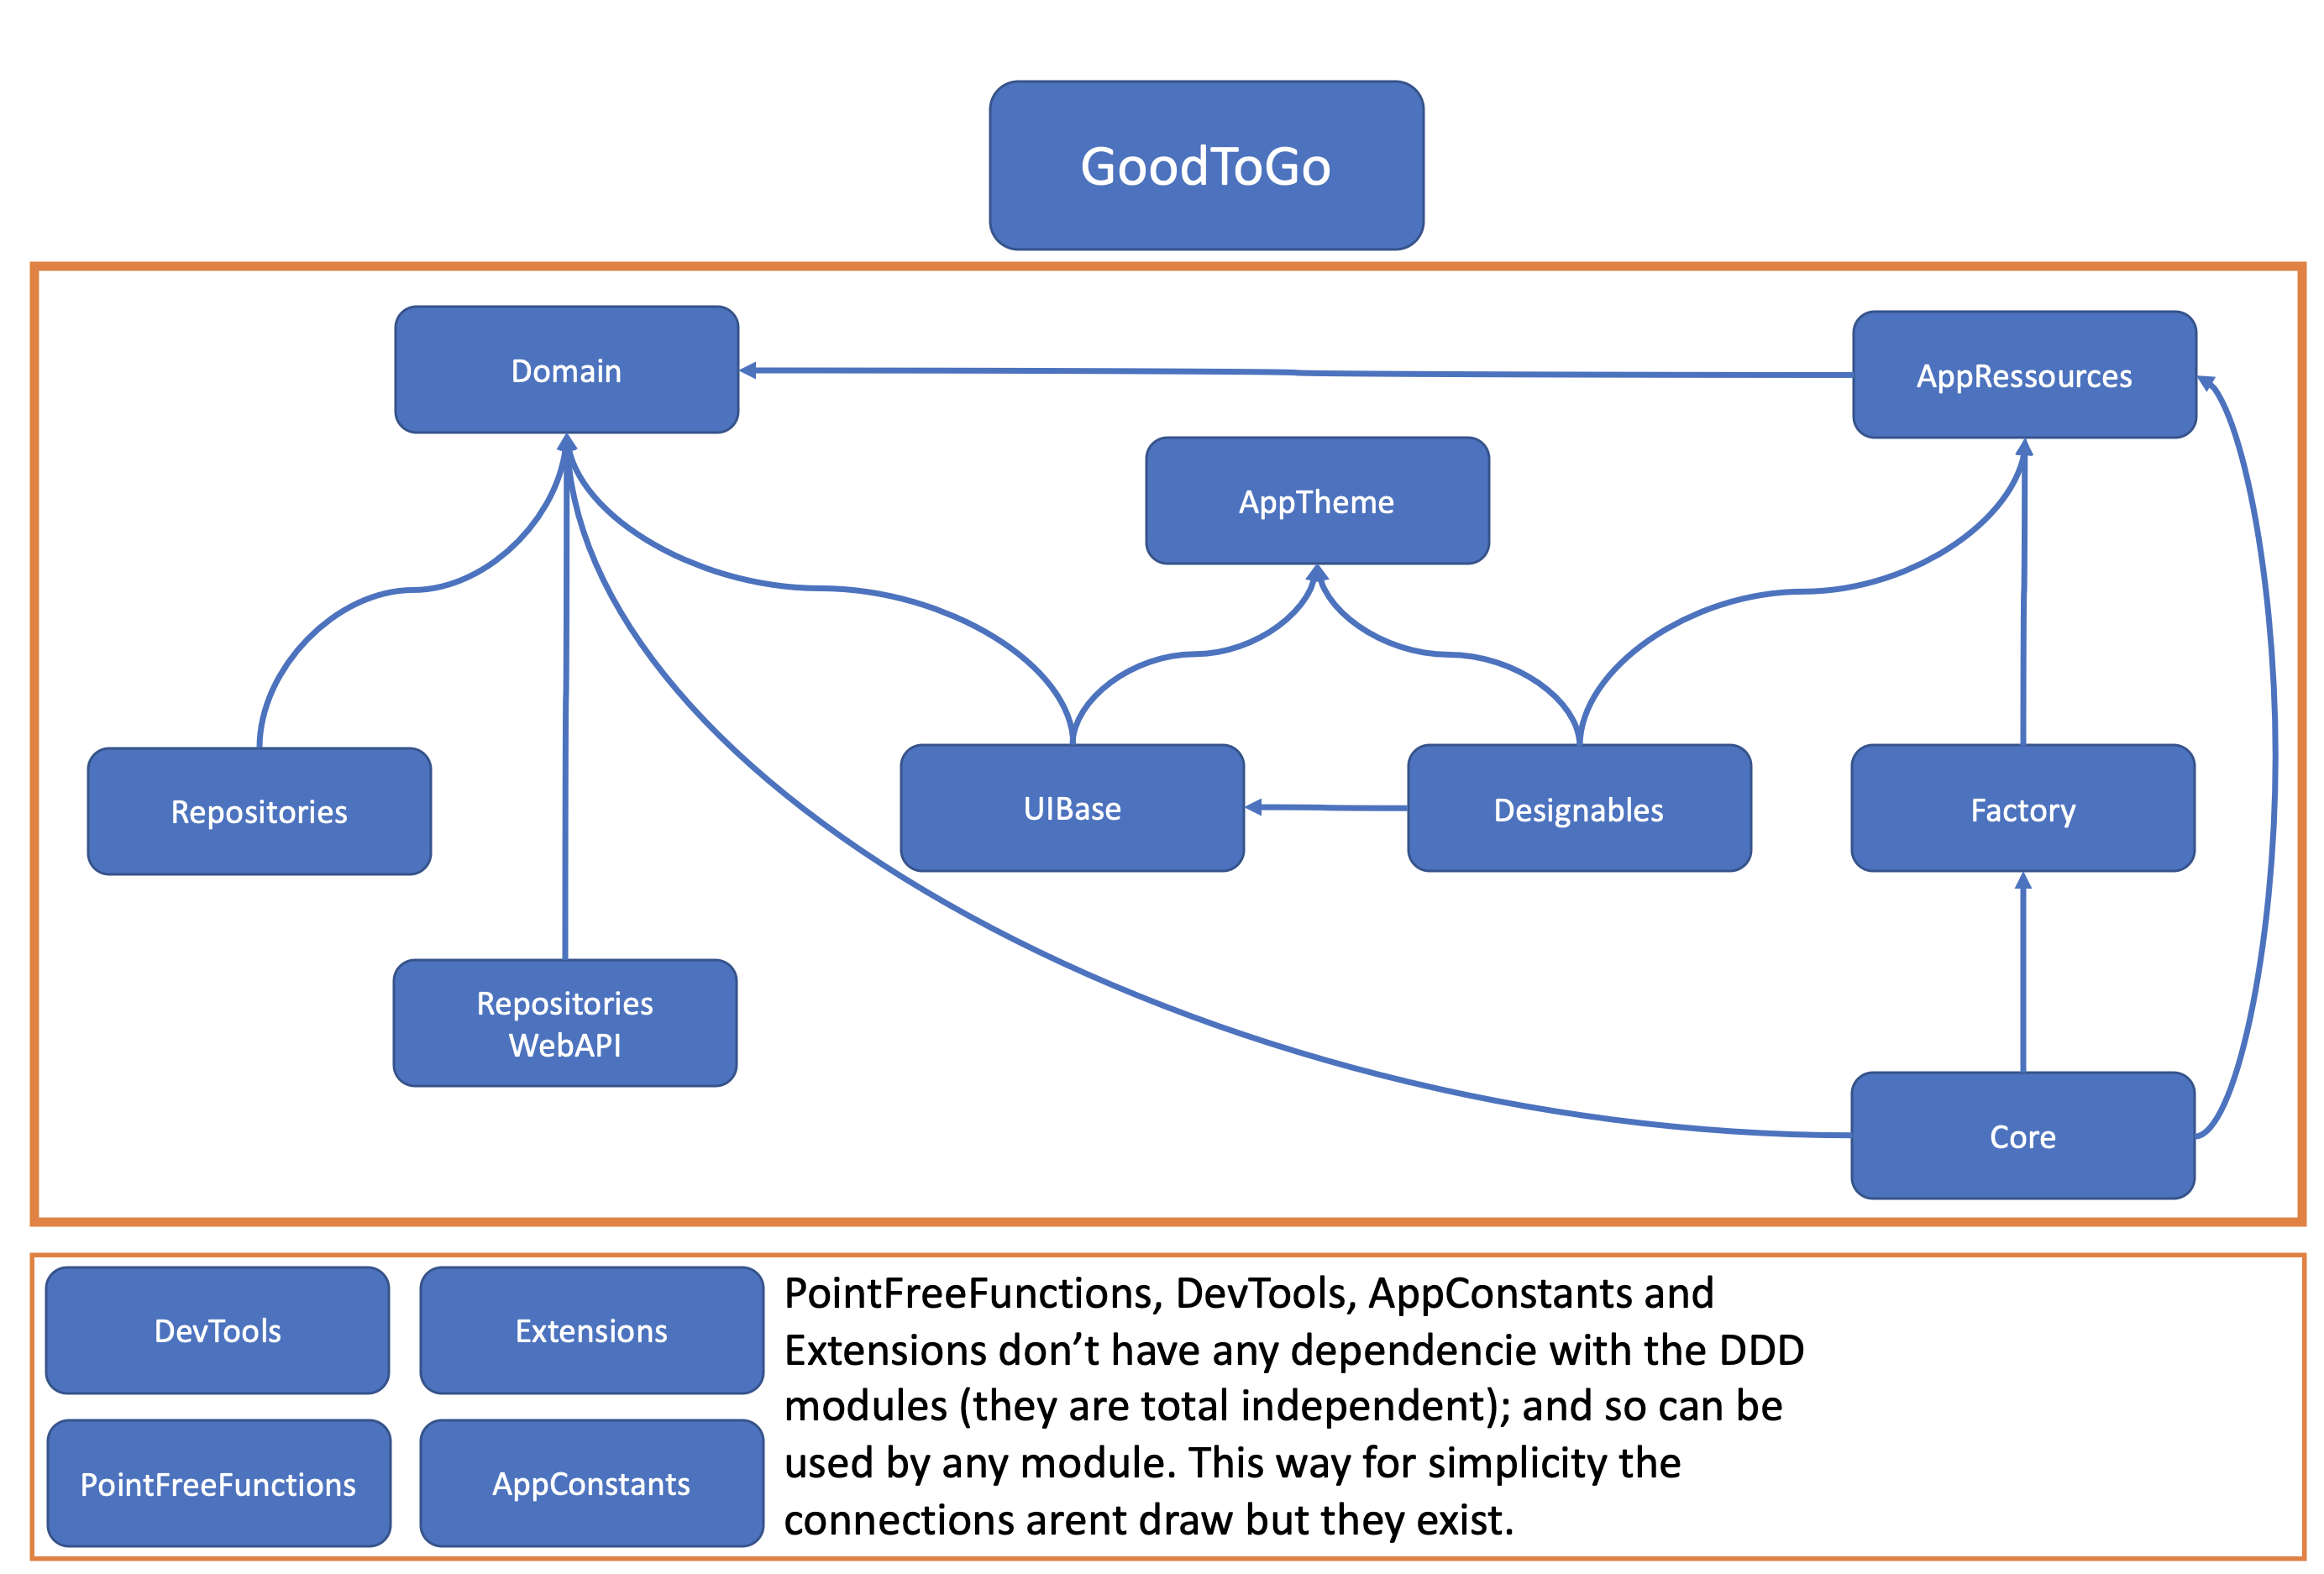 GoodToGo
Domain
AppRessources
AppTheme
Repositories
UIBase
Designables
Factory
Repositories
WebAPI
Core
DevTools
Extensions
PointFreeFunctions
AppConstants
PointFreeFunctions, DevTools, AppConstants and
Extensions don’t have any dependencie with the DDD
modules (they are total independent); and so can be
used by any module. This way for simplicity the
connections arent draw but they exist.